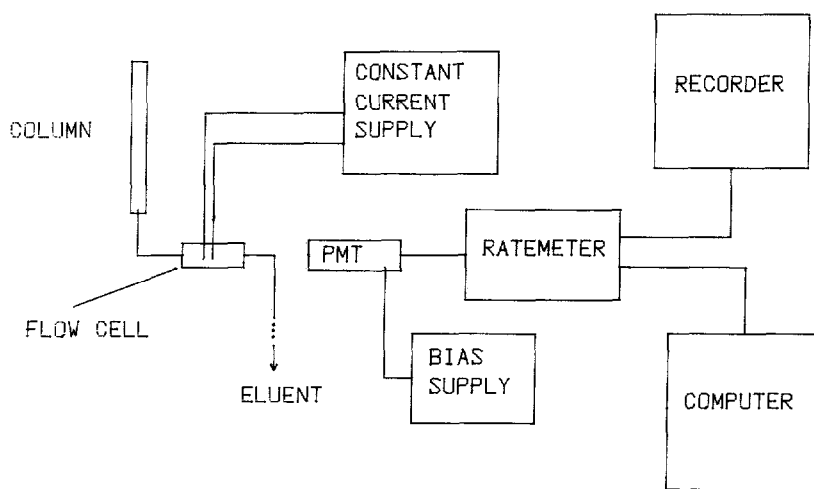 COLUMN
CONSTANT
CURRENT
SUPPLY
RECORDER
FLOW CELL
ELUENT
PMT
RATEMETER
BIAS
SUPPLY
COMPUTER